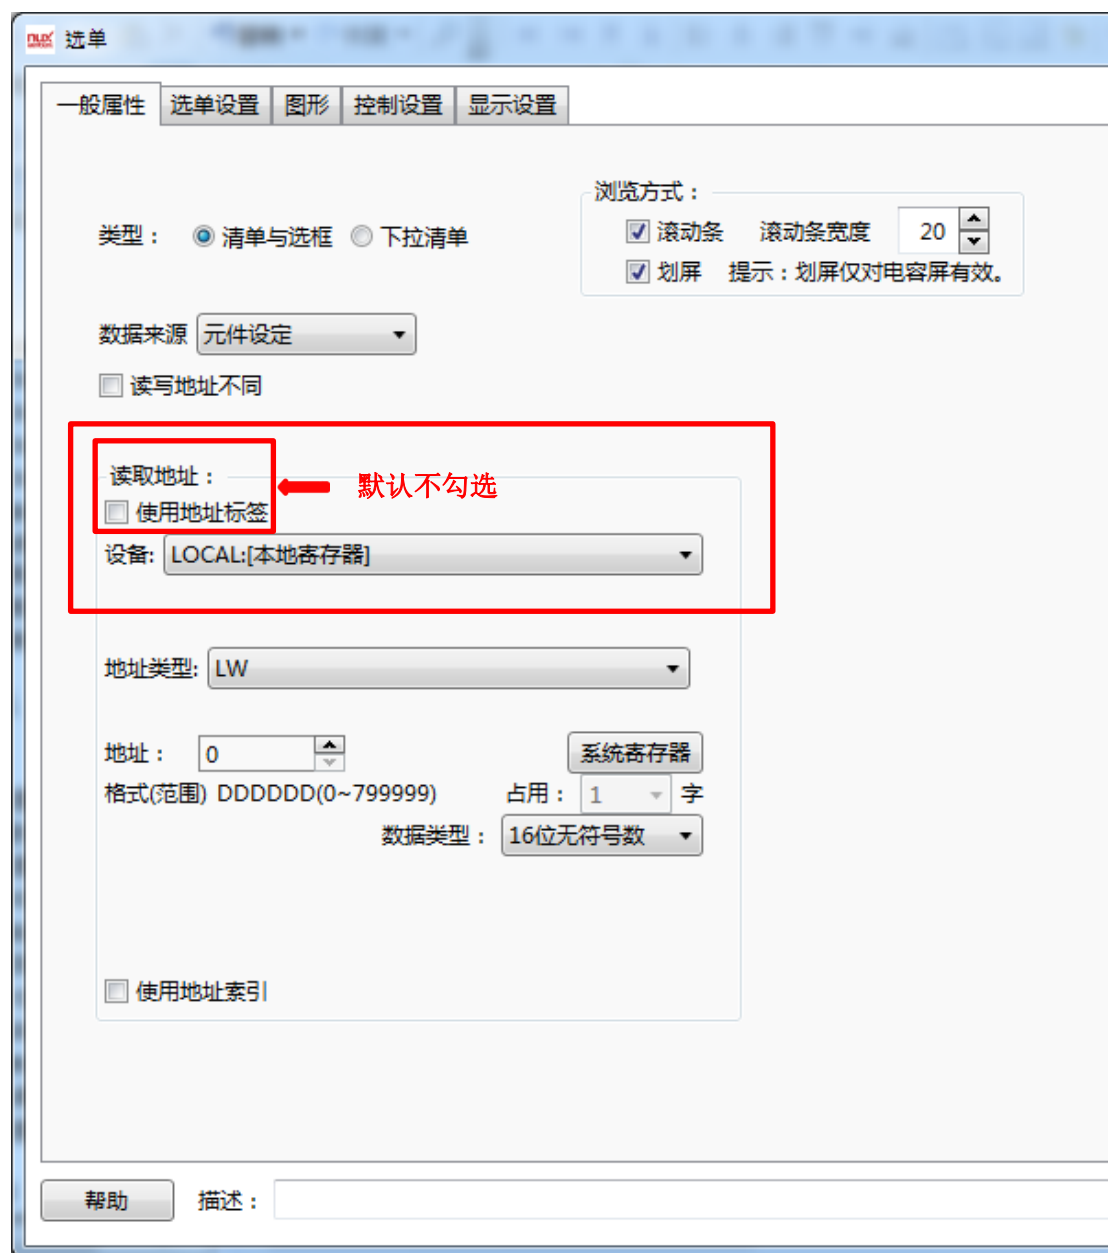 选单
一般属性 选单设置 图形 控制设置 显示设置
浏览方式：
类型： 清单与选框 下拉清单
滚动条 滚动条宽度 20
划屏 提示：划屏仅对电容屏有效。
数据来源 元件设定
读写地址不同
读取地址：
默认不勾选
使用地址标签
设备: LOCAL:[本地寄存器]
地址类型: LW
地址： 0 系统寄存器
格式(范围) DDDDDD(0~799999) 占用： 1 字
数据类型： 16位无符号数
使用地址索引
帮助 描述：